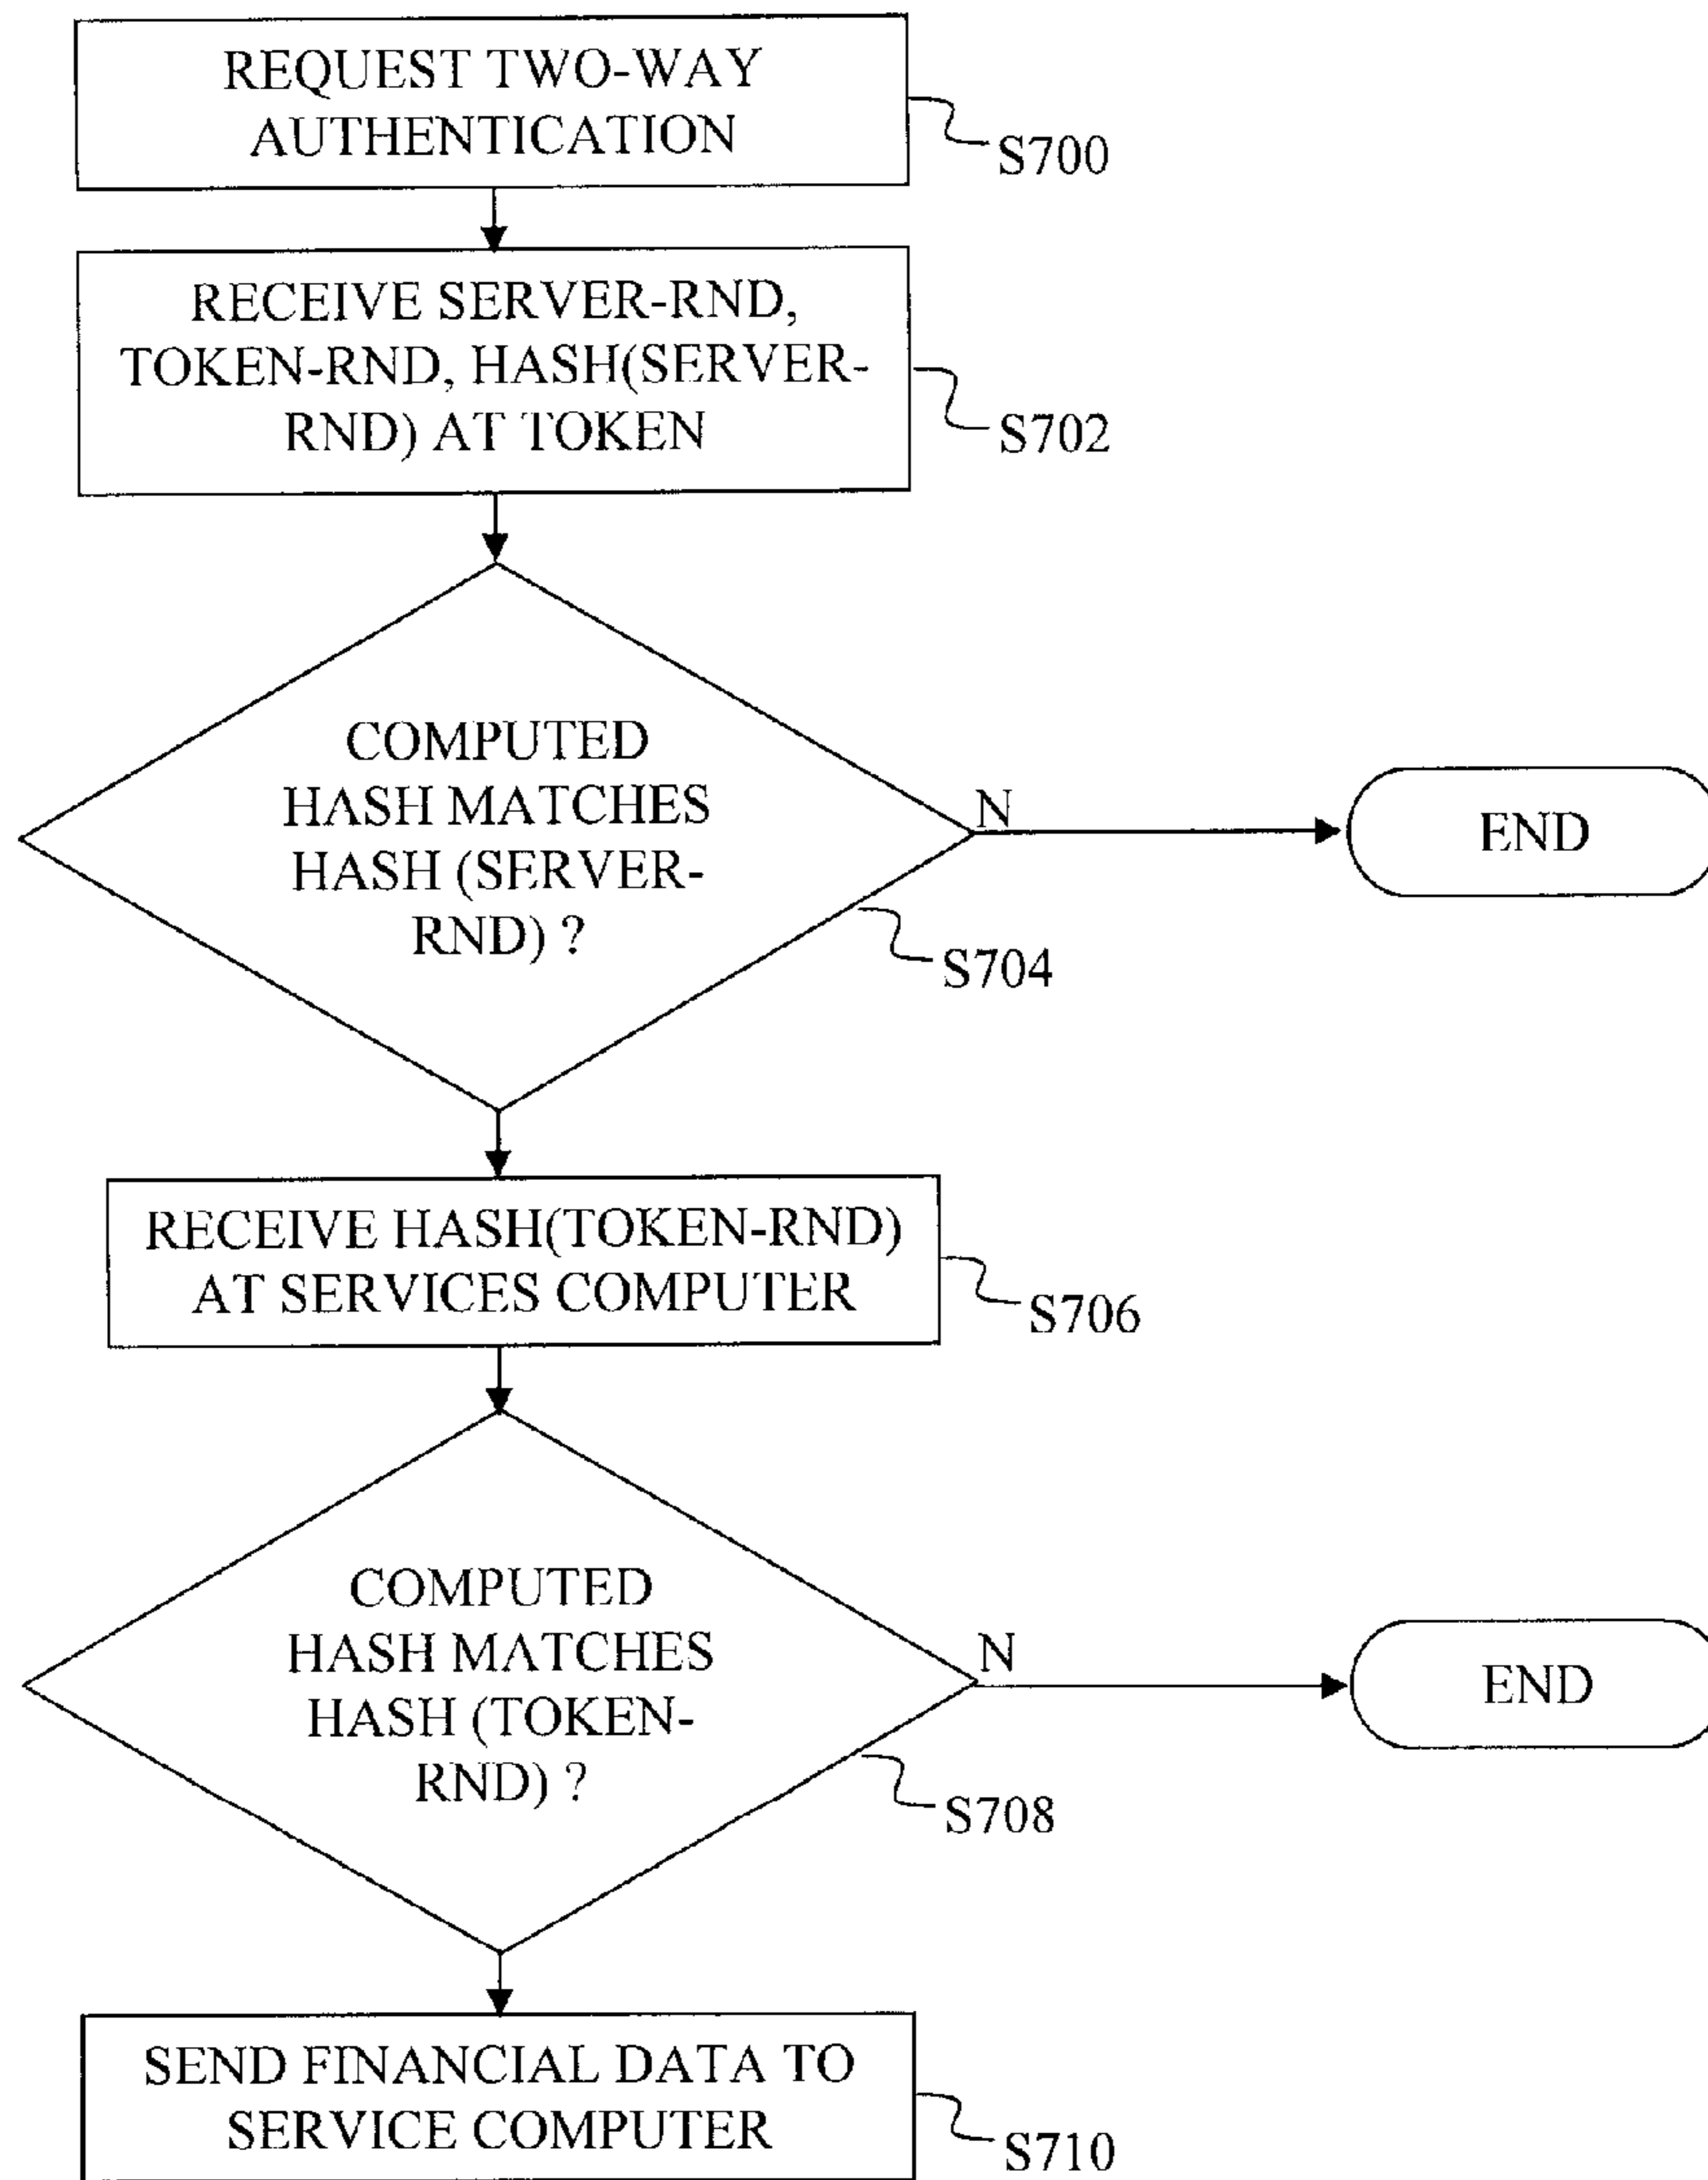 REQUEST TWO-WAY
AUTHENTICATION
S700
RECEIVE SERVER-RND,
TOKEN-RND, HASH(SERVER-
RND) AT TOKEN
S702
COMPUTED
HASH MATCHES
HASH (SERVER-
RND) ?
N
END
S704
RECEIVE HASH(TOKEN-RND)
AT SERVICES COMPUTER
S706
COMPUTED
HASH MATCHES
HASH (TOKEN-
RND) ?
N
END
S708
SEND FINANCIAL DATA TO
SERVICE COMPUTER
S710